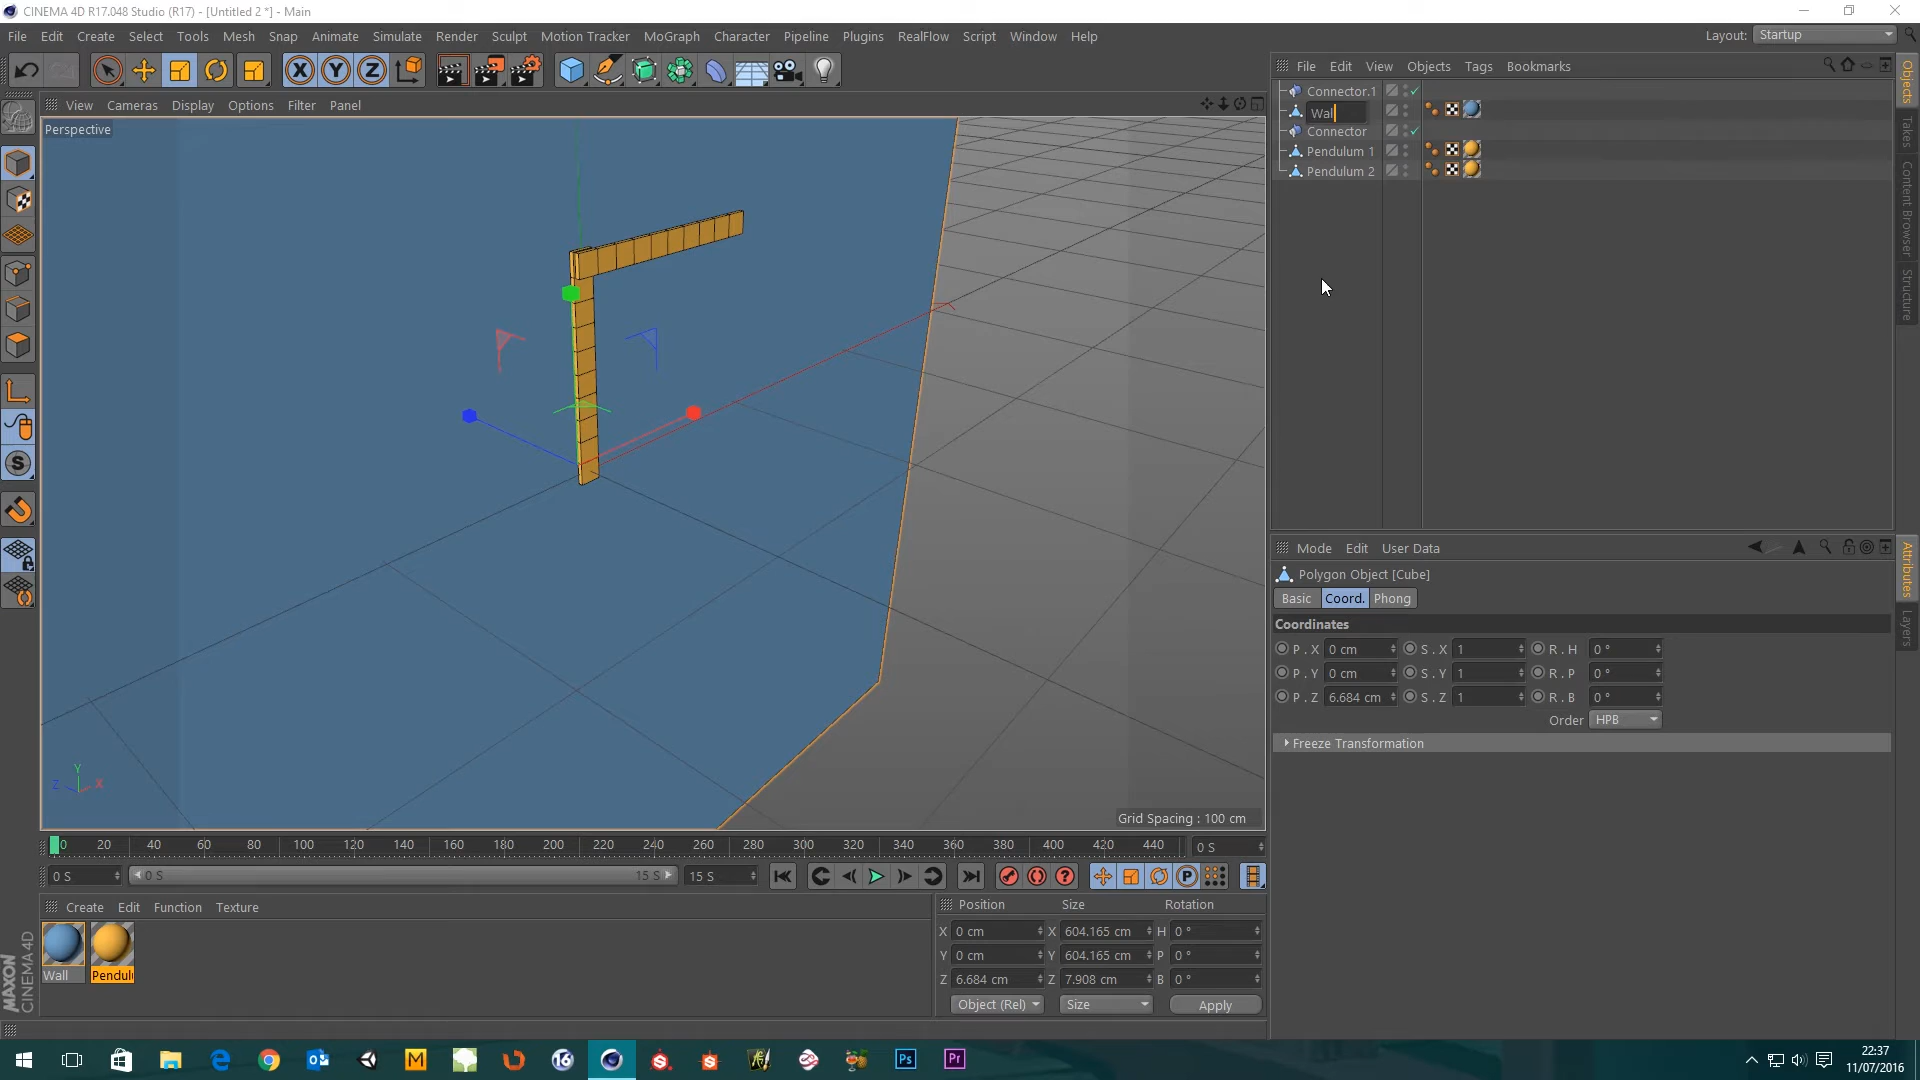 CINEMA 4D R17.048 Studio (R17) - [Untitled 2 *] - Main
File Edit Create Select Tools Mesh Snap Animate Simulate Render Sculpt Motion Tracker MoGraph Character Pipeline Plugins RealFlow Script Window Help Layout: Startup
View Cameras Display Options Filter Panel
File Edit View Objects Tags Bookmarks
Perspective
Connector.1
Wal
Connector
Pendulum 1
Pendulum 2
Objects
Takes
Content Browser
Structure
Mode Edit User Data
Polygon Object [Cube]
Basic Coord. Phong
Coordinates
P . X 0 cm S . X 1 R . H 0 °
P . Y 0 cm S . Y 1 R . P 0 °
P . Z 6.684 cm S . Z 1 R . B 0 °
Order HPB
Freeze Transformation
Attributes
Layers
Y
Z X
Grid Spacing : 100 cm
0 20 40 60 80 100 120 140 160 180 200 220 240 260 280 300 320 340 360 380 400 420 440 0 S
0 S 0 S 15 S 15 S
Create Edit Function Texture
Wall Pendulu
Position Size Rotation
X 0 cm X 604.165 cm H 0 °
Y 0 cm Y 604.165 cm P 0 °
Z 6.684 cm Z 7.908 cm B 0 °
Object (Rel) Size Apply
MAXON
CINEMA 4D
22:37
11/07/2016